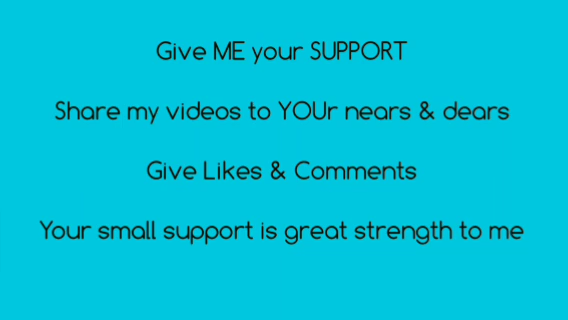 Give ME your SUPPORT
Share my videos to YOUr nears & dears
Give Likes & Comments
Your small support is great strength to me